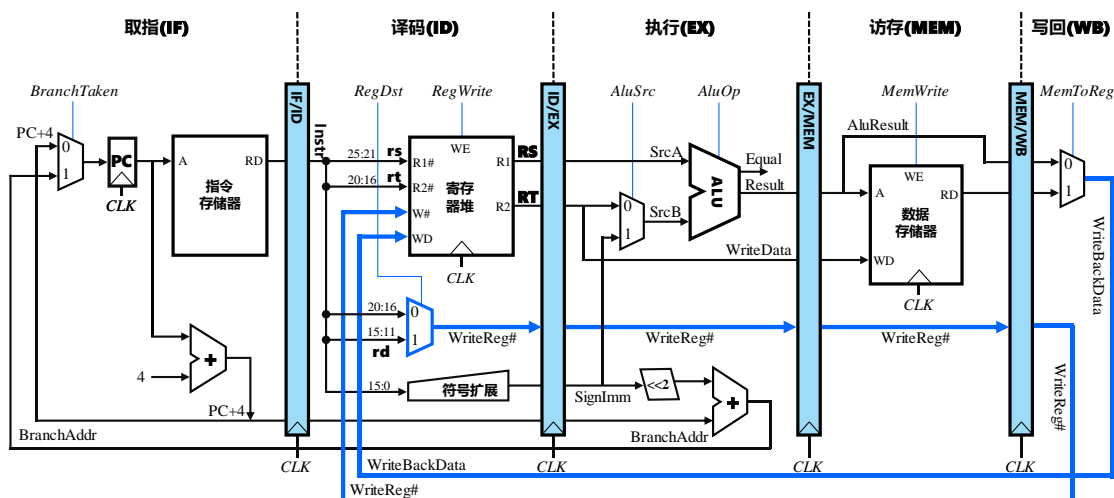 取指(IF) 译码(ID) 执行(EX) 访存(MEM) 写回(WB)
BranchTaken RegDst RegWrite AluSrc AluOp MemWrite MemToReg
IF/ID ID/EX EX/MEM MEM/WB
PC+4
0
1
PC
CLK
A RD
指令
存储器
Instr
25:21 rs
20:16 rt
WE
R1# R1
R2# R2
W#
WD
寄存
器堆
CLK
RS
RT
0
1
SrcA
SrcB
ALU
Equal
Result
WriteData
AluResult
WE
A RD
数据
存储器
WD
CLK
0
1
WriteBackData
20:16 0
15:11 1
rd
WriteReg# WriteReg# WriteReg#
WriteReg#
4
+
PC+4
15:0
符号扩展
SignImm
<<2
+
BranchAddr BranchAddr
CLK CLK CLK CLK
WriteBackData
WriteReg#